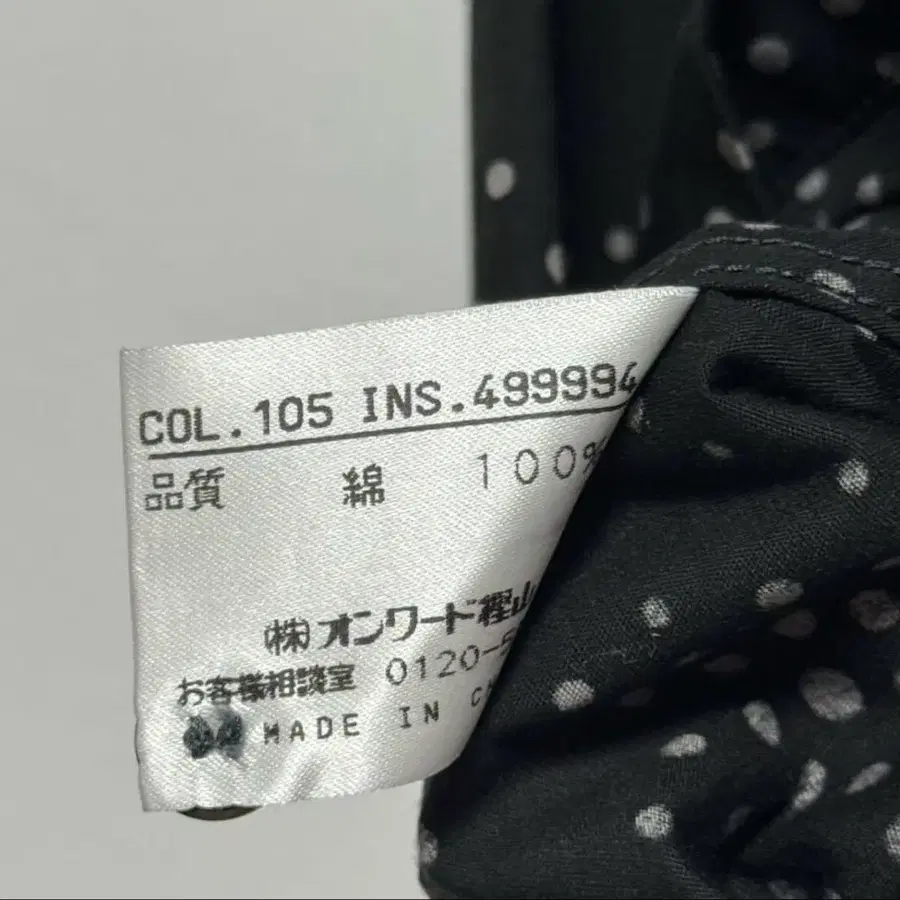 COL.105 INS.499994
品質 綿 100%
㈱オンワード樫山
お客様相談室 0120-5
MADE IN C